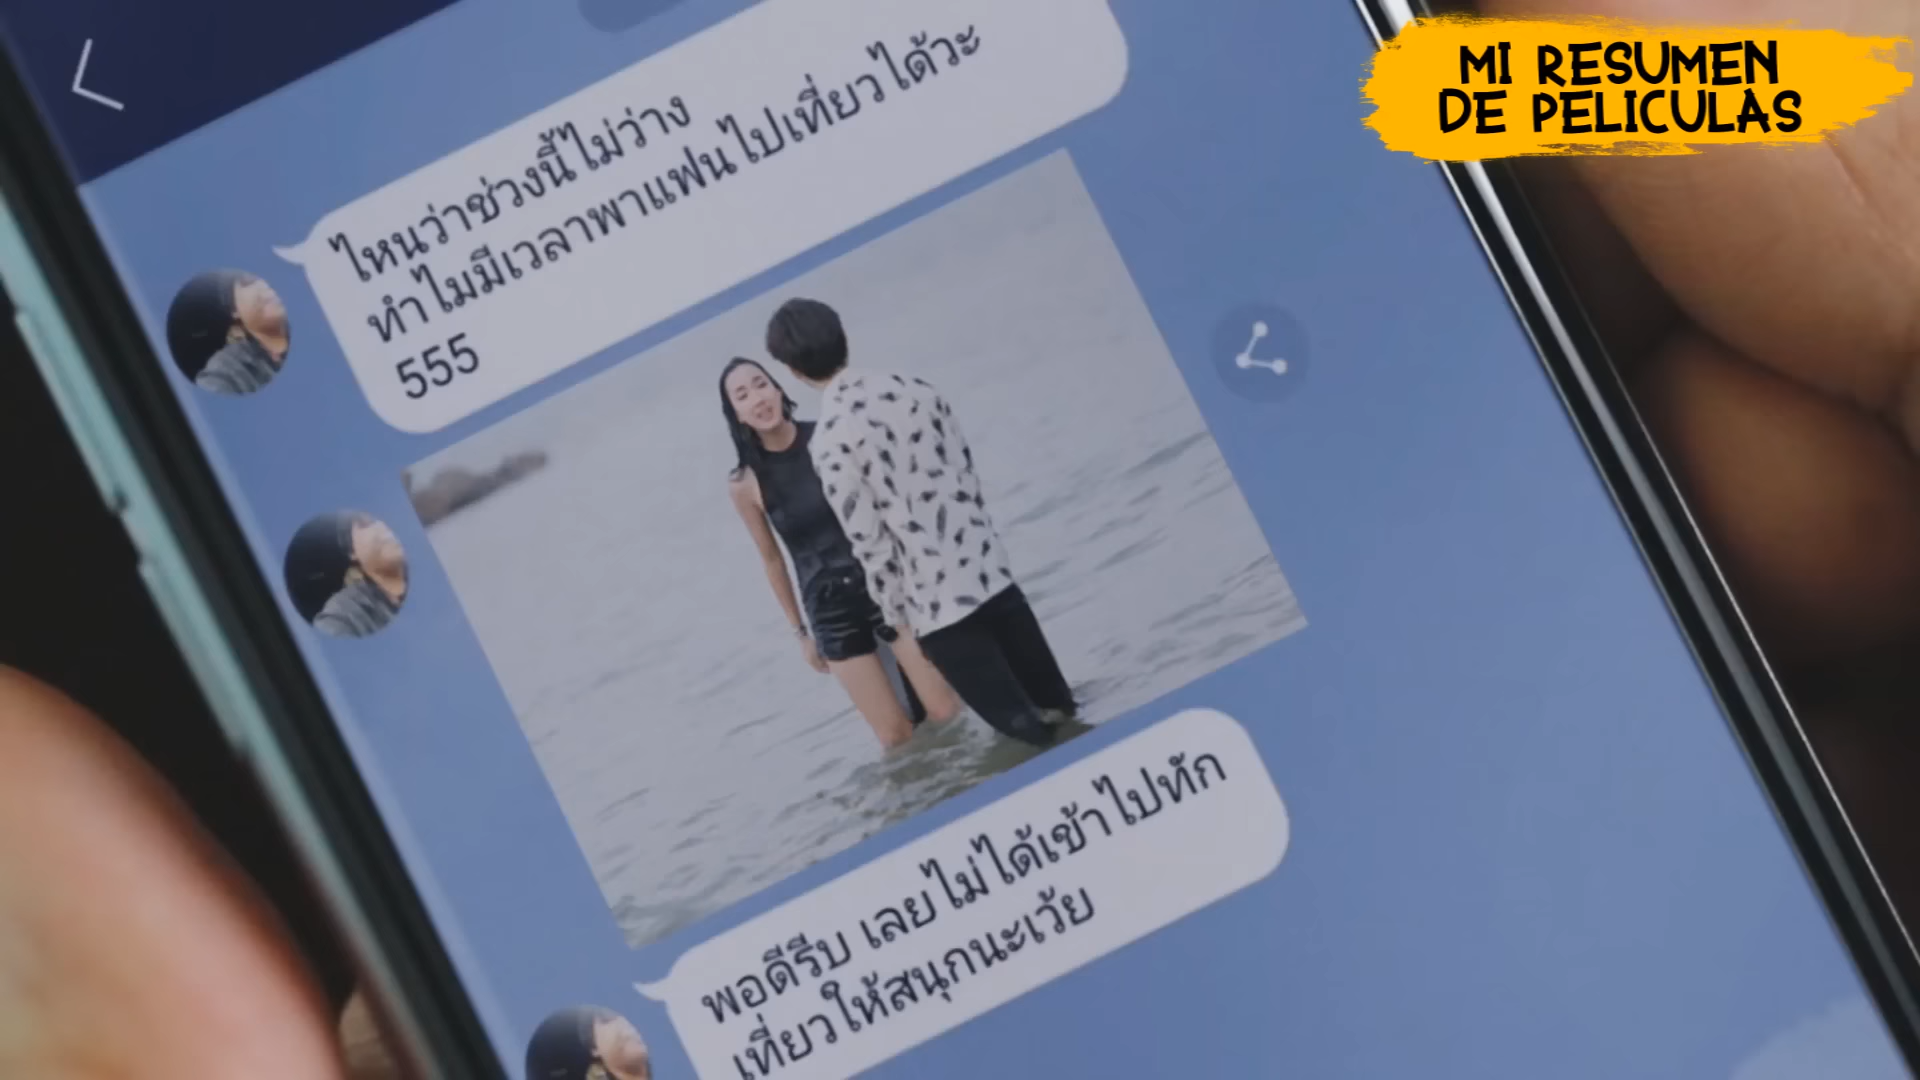 MI RESUMEN
DE PELICULAS
ไหนว่าช่วงนี้ไม่ว่าง
ทำไมมีเวลาพาแฟนไปเที่ยวได้วะ
555
พอดีรีบ เลยไม่ได้เข้าไปทัก
เที่ยวให้สนุกนะเว้ย